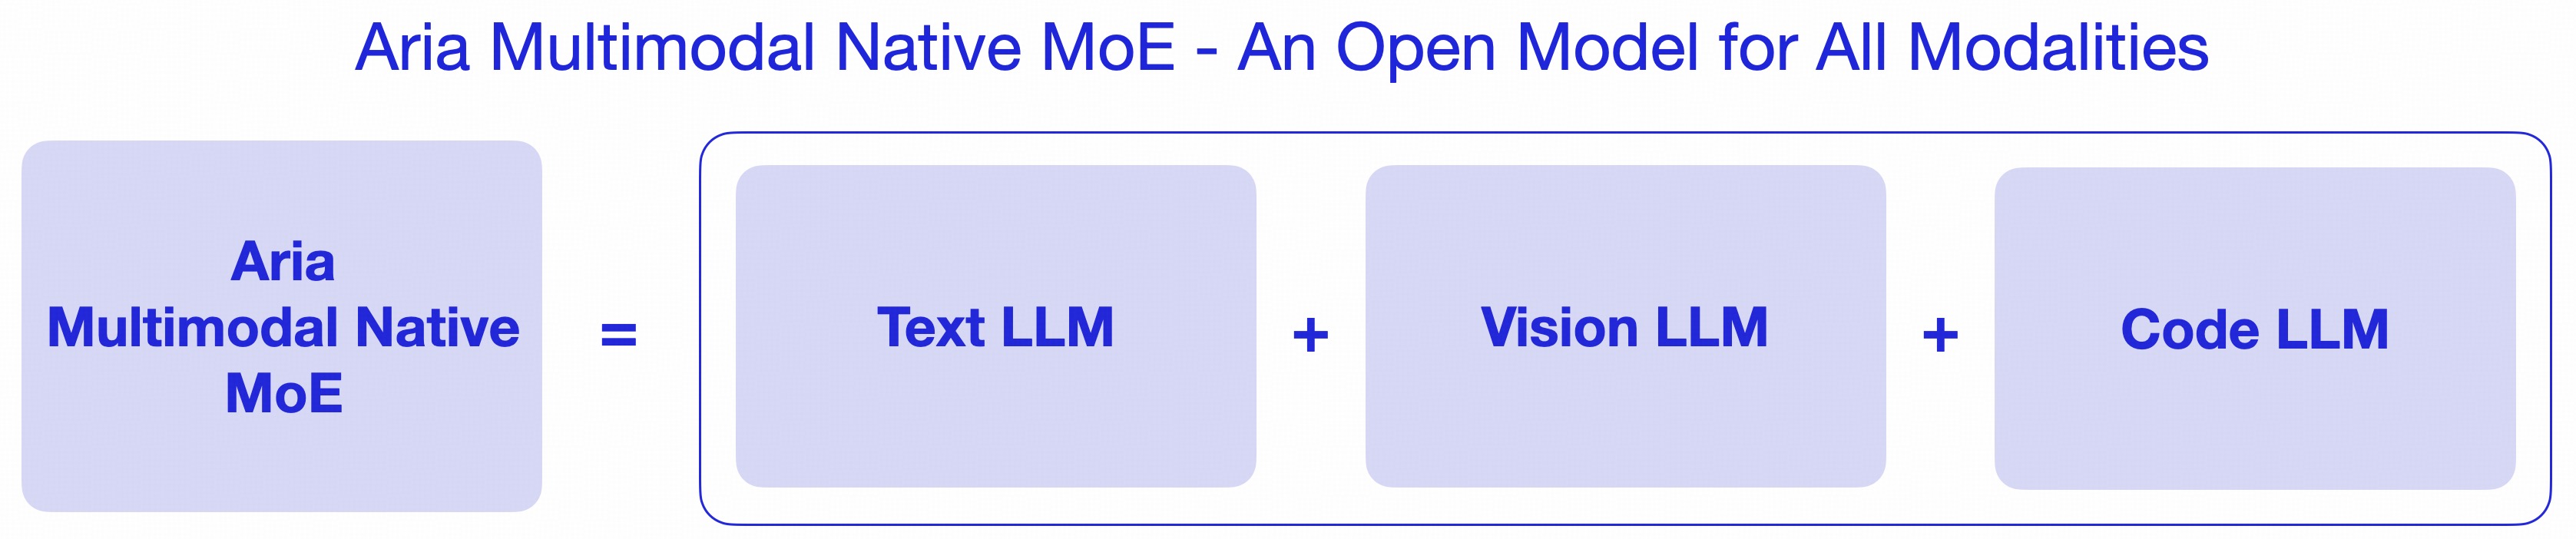 Aria Multimodal Native MoE - An Open Model for All Modalities
Aria
Multimodal Native
MoE
=
Text LLM
+
Vision LLM
+
Code LLM